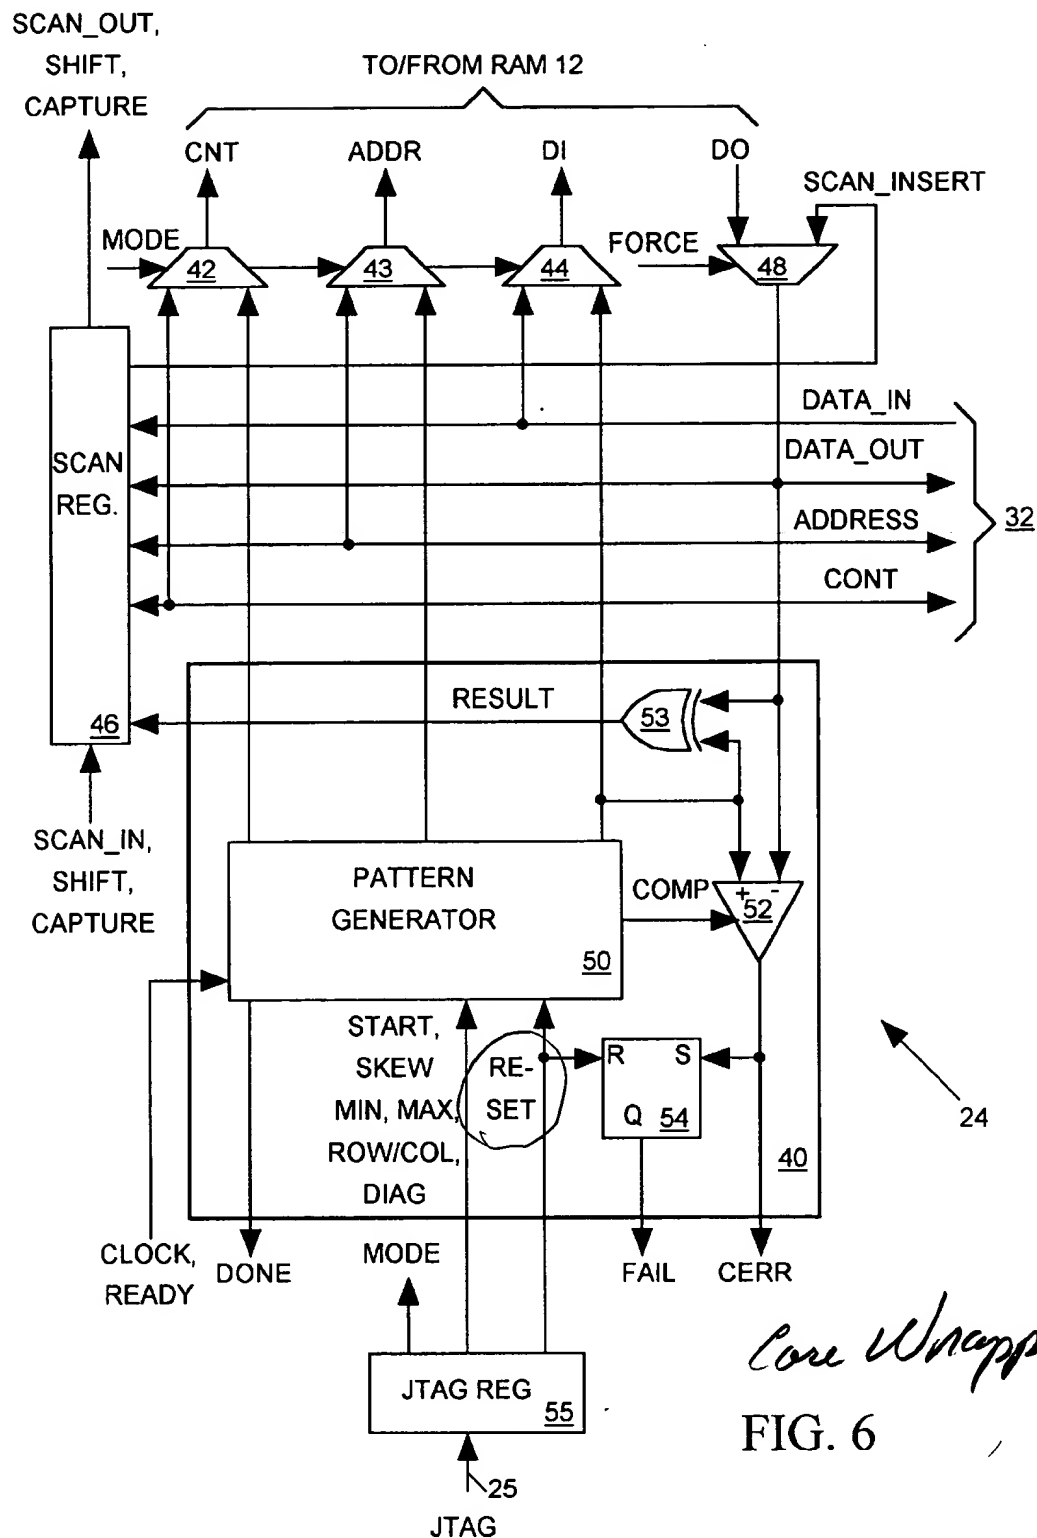 SCAN_OUT,
SHIFT,
CAPTURE
TO/FROM RAM 12
CNT
ADDR
DI
DO
SCAN_INSERT
MODE
42
43
44
FORCE
48
DATA_IN
DATA_OUT
ADDRESS
CONT
32
SCAN
REG.
46
RESULT
53
SCAN_IN,
SHIFT,
CAPTURE
PATTERN
GENERATOR
50
COMP
+ -
52
START,
SKEW
MIN, MAX,
ROW/COL,
DIAG
RE-
SET
R S
Q 54
40
24
CLOCK,
READY
DONE
MODE
FAIL
CERR
JTAG REG
55
25
JTAG
Core Wrapp
FIG. 6